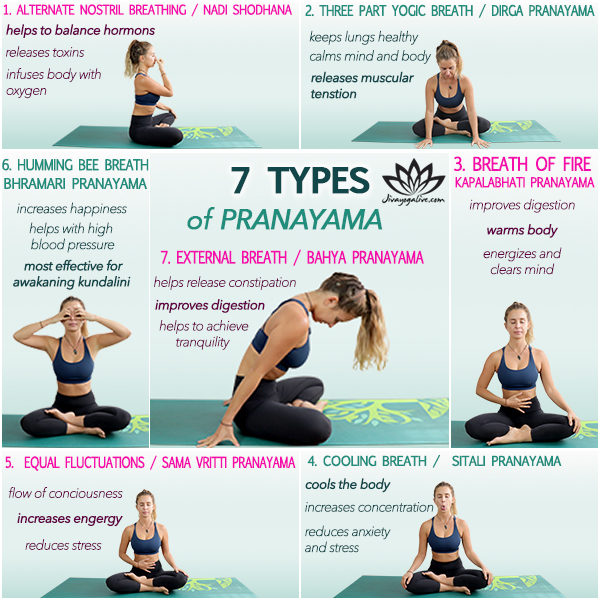 1. ALTERNATE NOSTRIL BREATHING / NADI SHODHANA
helps to balance hormons
releases toxins
infuses body with
oxygen
2. THREE PART YOGIC BREATH / DIRGA PRANAYAMA
keeps lungs healthy
calms mind and body
releases muscular
tenstion
7 TYPES
of PRANAYAMA
Jivayogalive.com
3. BREATH OF FIRE
KAPALABHATI PRANAYAMA
improves digestion
warms body
energizes and
clears mind
6. HUMMING BEE BREATH
BHRAMARI PRANAYAMA
increases happiness
helps with high
blood pressure
most effective for
awakaning kundalini
7. EXTERNAL BREATH / BAHYA PRANAYAMA
helps release constipation
improves digestion
helps to achieve
tranquility
5. EQUAL FLUCTUATIONS / SAMA VRITTI PRANAYAMA
flow of conciousness
increases engergy
reduces stress
4. COOLING BREATH / SITALI PRANAYAMA
cools the body
increases concentration
reduces anxiety
and stress